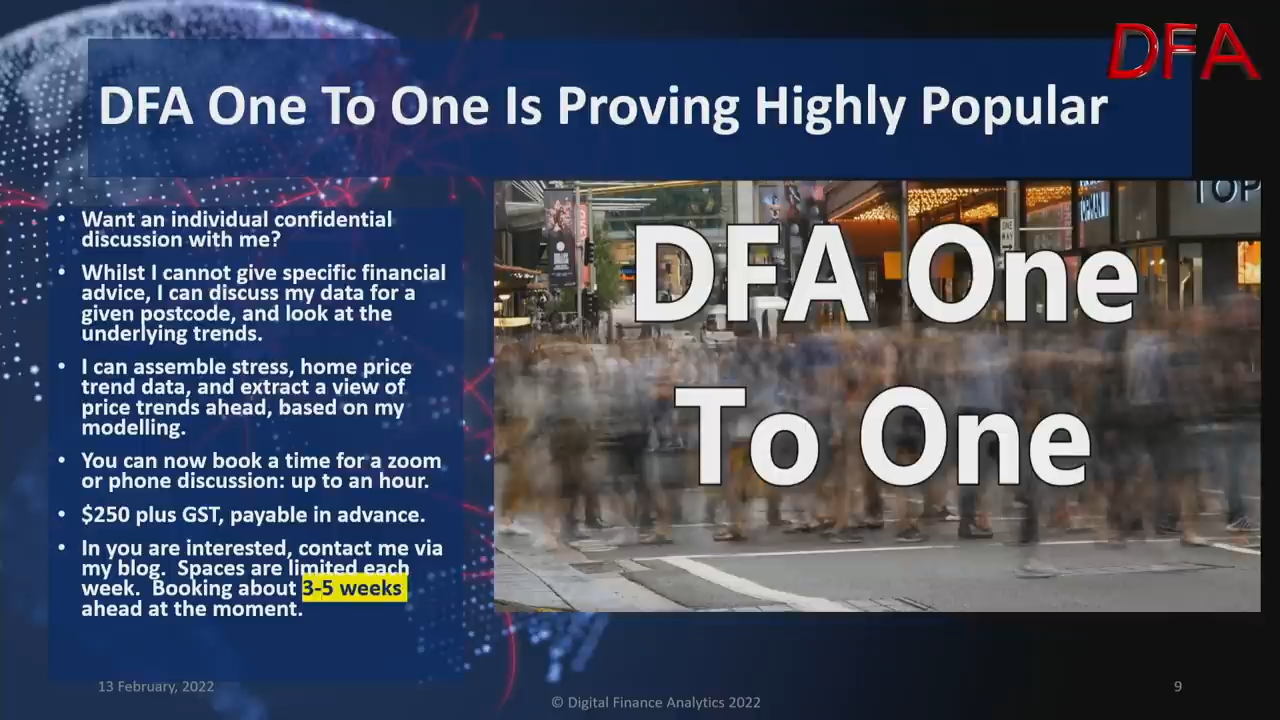 DFA
DFA One To One Is Proving Highly Popular
• Want an individual confidential
discussion with me?
• Whilst I cannot give specific financial
advice, I can discuss my data for a
given postcode, and look at the
underlying trends.
• I can assemble stress, home price
trend data, and extract a view of
price trends ahead, based on my
modelling.
• You can now book a time for a zoom
or phone discussion: up to an hour.
• $250 plus GST, payable in advance.
• In you are interested, contact me via
my blog.  Spaces are limited each
week.  Booking about 3-5 weeks
ahead at the moment.
TOP
TOPMAN
ONE
WAY
DFA One
To One
13 February, 2022
© Digital Finance Analytics 2022
9